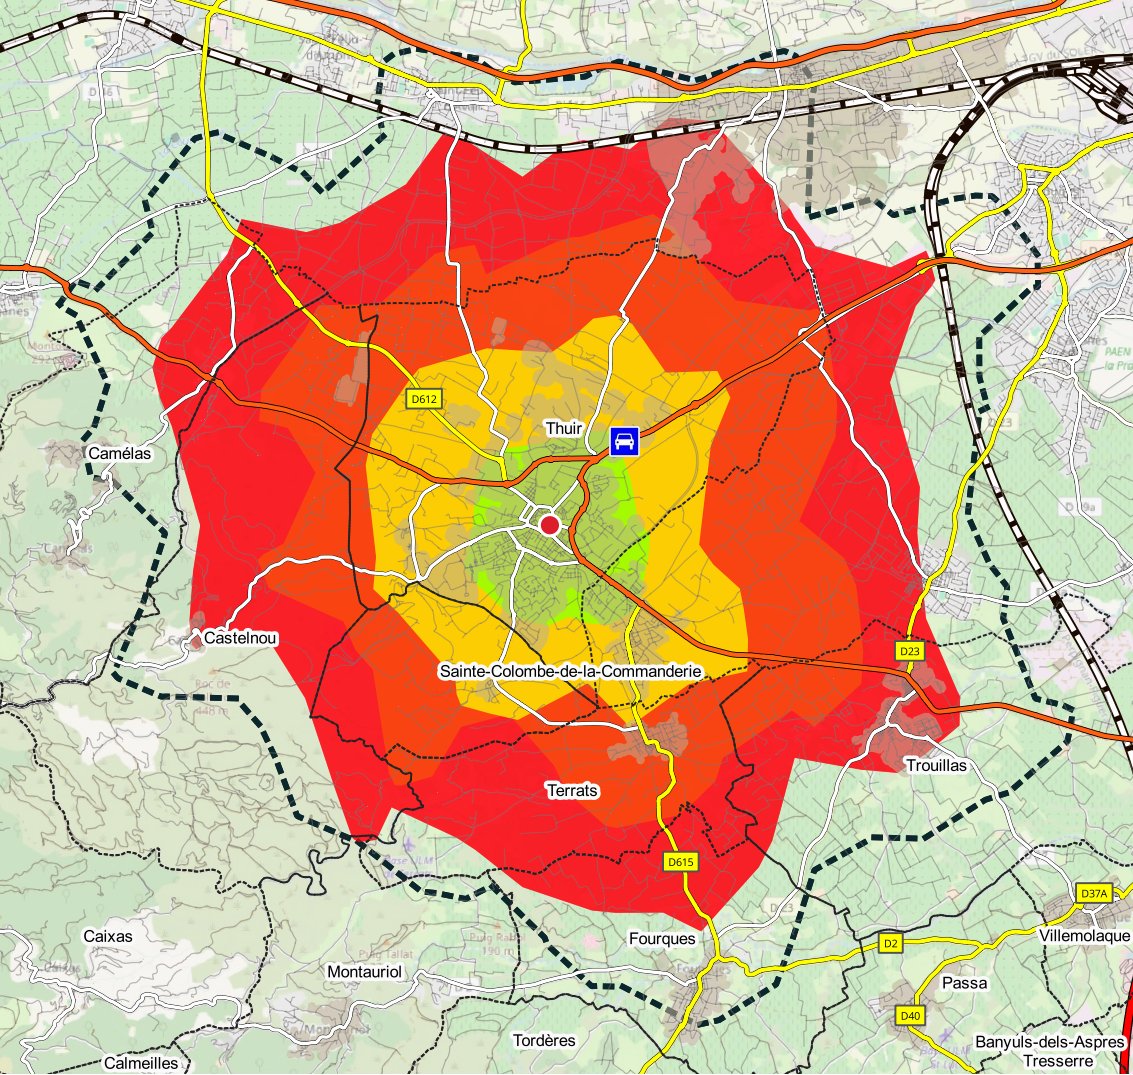 D612
Thuir
Camélas
Castelnou
D23
Sainte-Colombe-de-la-Commanderie
Trouillas
Terrats
D615
D37A
Caixas
Fourques
D2
Villemolaque
Montauriol
Passa
D40
Tordères
Banyuls-dels-Aspres
Tresserre
Calmeilles